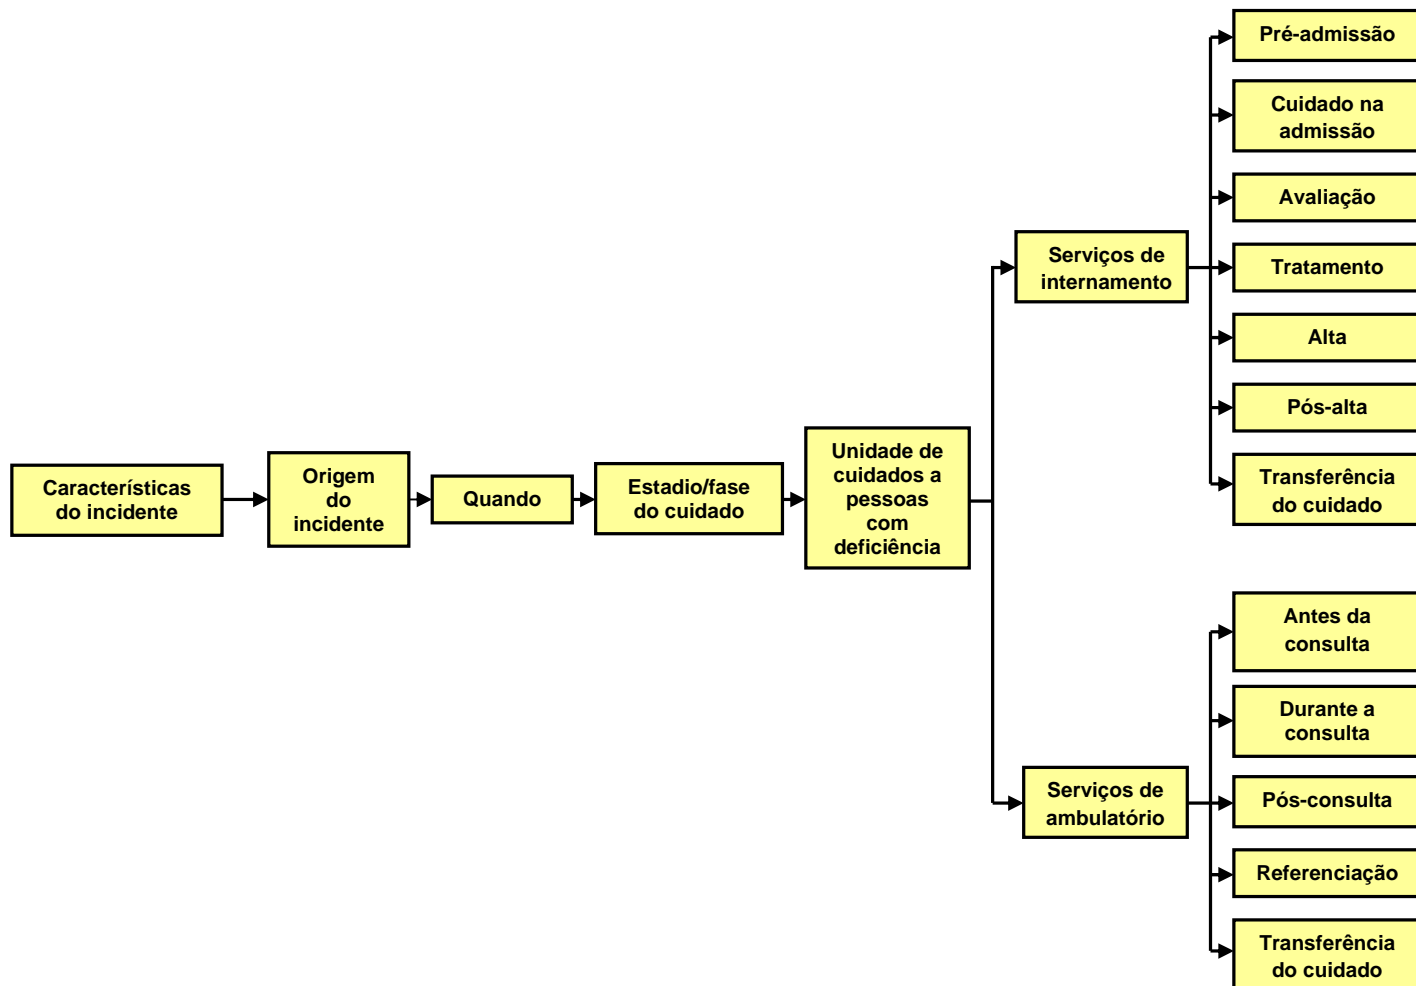 Características
do incidente
Origem
do
incidente
Quando
Estadio/fase
do cuidado
Unidade de
cuidados a
pessoas
com
deficiência
Serviços de
internamento
Pré-admissão
Cuidado na
admissão
Avaliação
Tratamento
Alta
Pós-alta
Transferência
do cuidado
Serviços de
ambulatório
Antes da
consulta
Durante a
consulta
Pós-consulta
Referenciação
Transferência
do cuidado